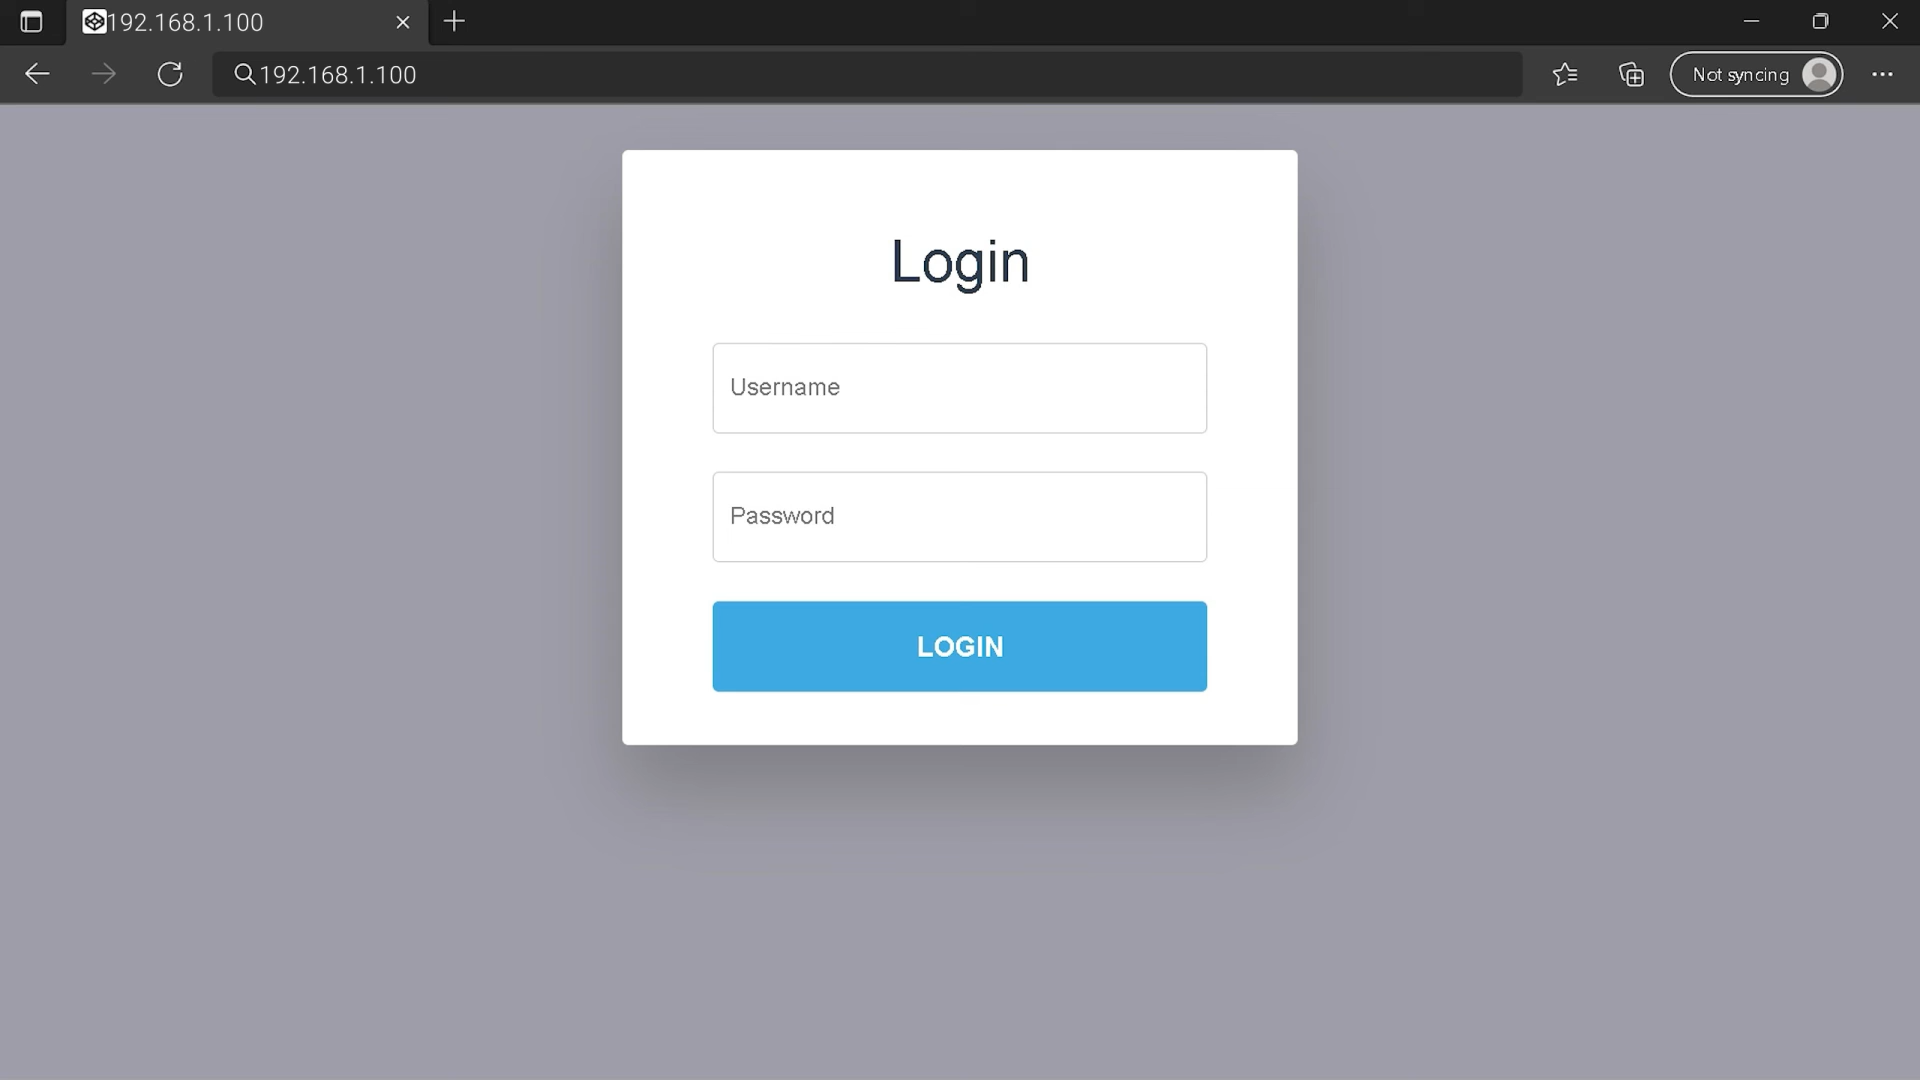 192.168.1.100
192.168.1.100
Not syncing
Login
Username
Password
LOGIN